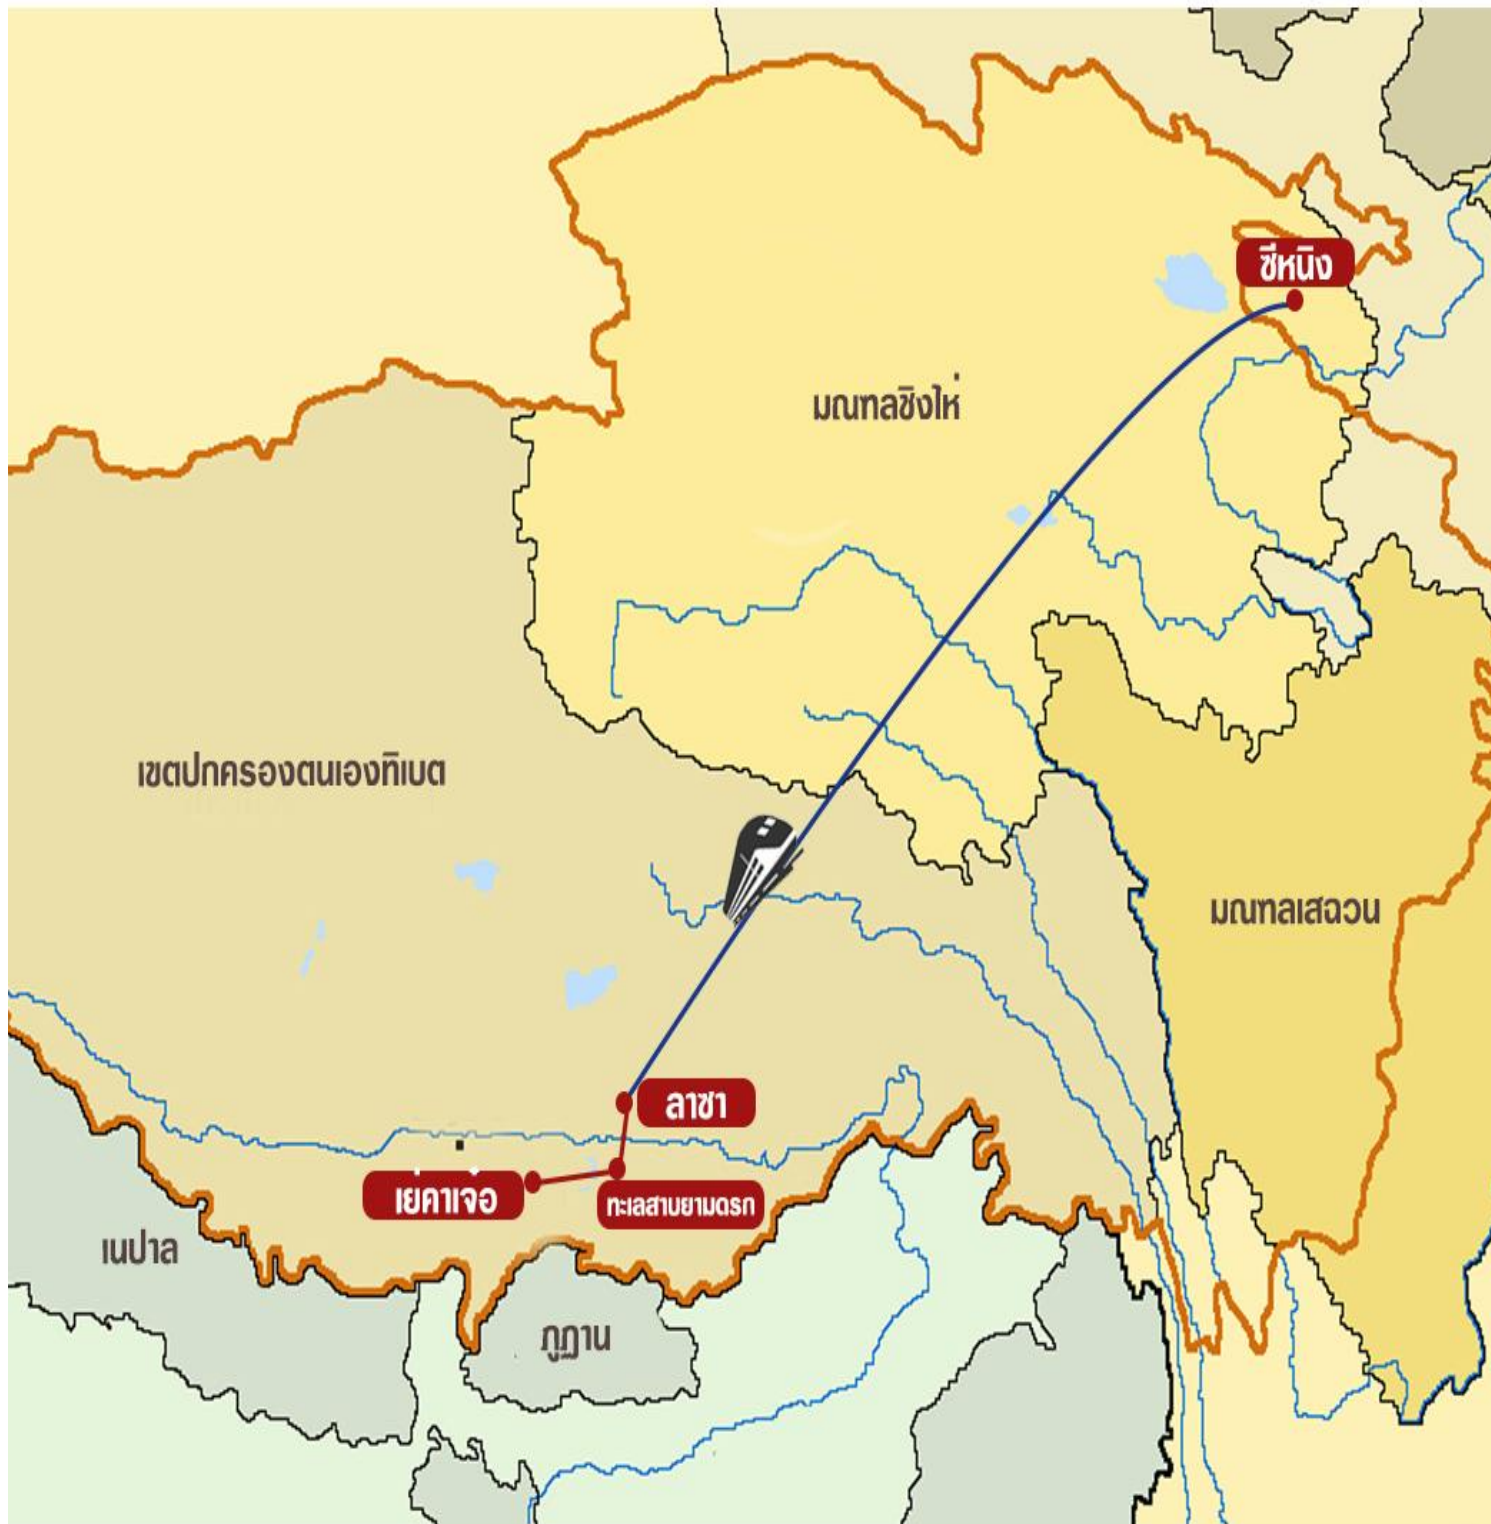 ซีหนิง
มณฑลชิงไห่
เขตปกครองตนเองทิเบต
มณฑลเสฉวน
ลาซา
เย่คาเจ๋อ
ทะเลสาบยามดรก
เนปาล
ภูฏาน